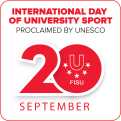 INTERNATIONAL DAY
OF UNIVERSITY SPORT
PROCLAIMED BY UNESCO
20
U
FISU
SEPTEMBER